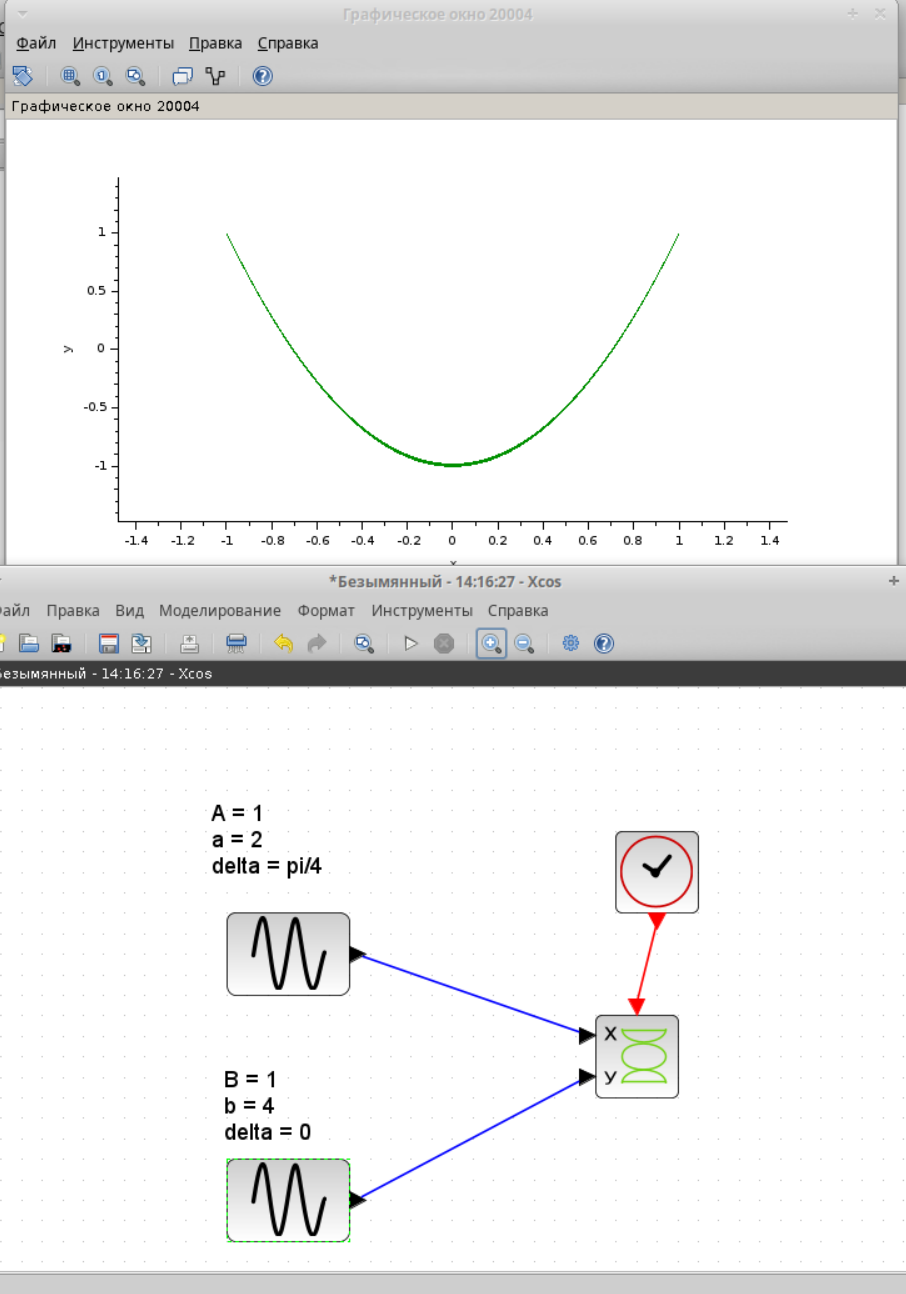 Графическое окно 20004
Файл Инструменты Правка Справка
Графическое окно 20004
1
0.5
0
-0.5
-1
y
-1.4 -1.2 -1 -0.8 -0.6 -0.4 -0.2 0 0.2 0.4 0.6 0.8 1 1.2 1.4
*Безымянный - 14:16:27 - Xcos
айл Правка Вид Моделирование Формат Инструменты Справка
Безымянный - 14:16:27 - Xcos
A = 1
a = 2
delta = pi/4
X
y
B = 1
b = 4
delta = 0